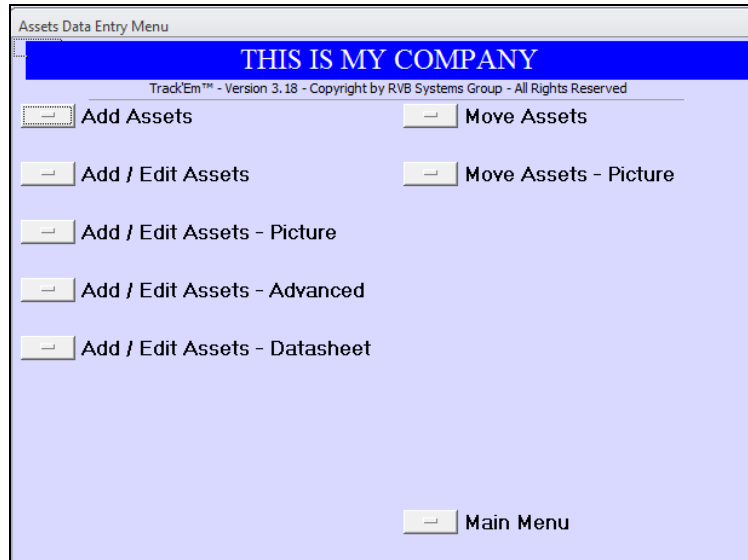 Assets Data Entry Menu
THIS IS MY COMPANY
Track'Em™ - Version 3.18 - Copyright by RVB Systems Group - All Rights Reserved
Add Assets
Move Assets
Add / Edit Assets
Move Assets - Picture
Add / Edit Assets - Picture
Add / Edit Assets - Advanced
Add / Edit Assets - Datasheet
Main Menu